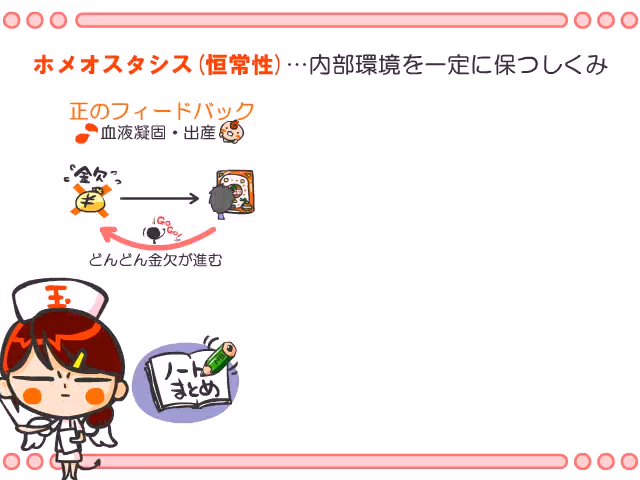 ホメオスタシス(恒常性)…内部環境を一定に保つしくみ
正のフィードバック
血液凝固・出産
金欠
¥
GoGo!
どんどん金欠が進む
玉
ノート
まとめ